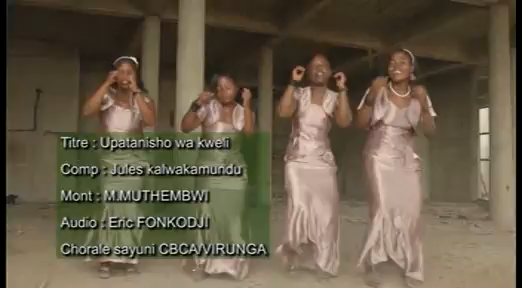 Titre : Upatanisho wa kweli
Comp : Jules kalwakamundu
Mont : M.MUTHEMBWI
Audio : Eric FONKODJI
Chorale sayuni CBCA/VIRUNGA